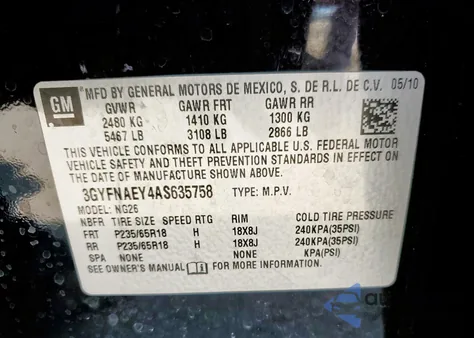 GM
MFD BY GENERAL MOTORS DE MEXICO, S. DE R.L. DE C.V. 05/10
GVWR GAWR FRT GAWR RR
2480 KG 1410 KG 1300 KG
5467 LB 3108 LB 2866 LB
THIS VEHICLE CONFORMS TO ALL APPLICABLE U.S. FEDERAL MOTOR
VEHICLE SAFETY AND THEFT PREVENTION STANDARDS IN EFFECT ON
THE DATE OF MANUFACTURE SHOWN ABOVE.
3GYFNAEY4AS635758 TYPE: M.P.V.
MODEL: NG26
NBFR TIRE SIZE SPEED RTG RIM COLD TIRE PRESSURE
FRT P235/65R18 H 18X8J 240KPA(35PSI)
RR P235/65R18 H 18X8J 240KPA(35PSI)
SPA NONE NONE KPA(PSI)
SEE OWNER'S MANUAL FOR MORE INFORMATION.